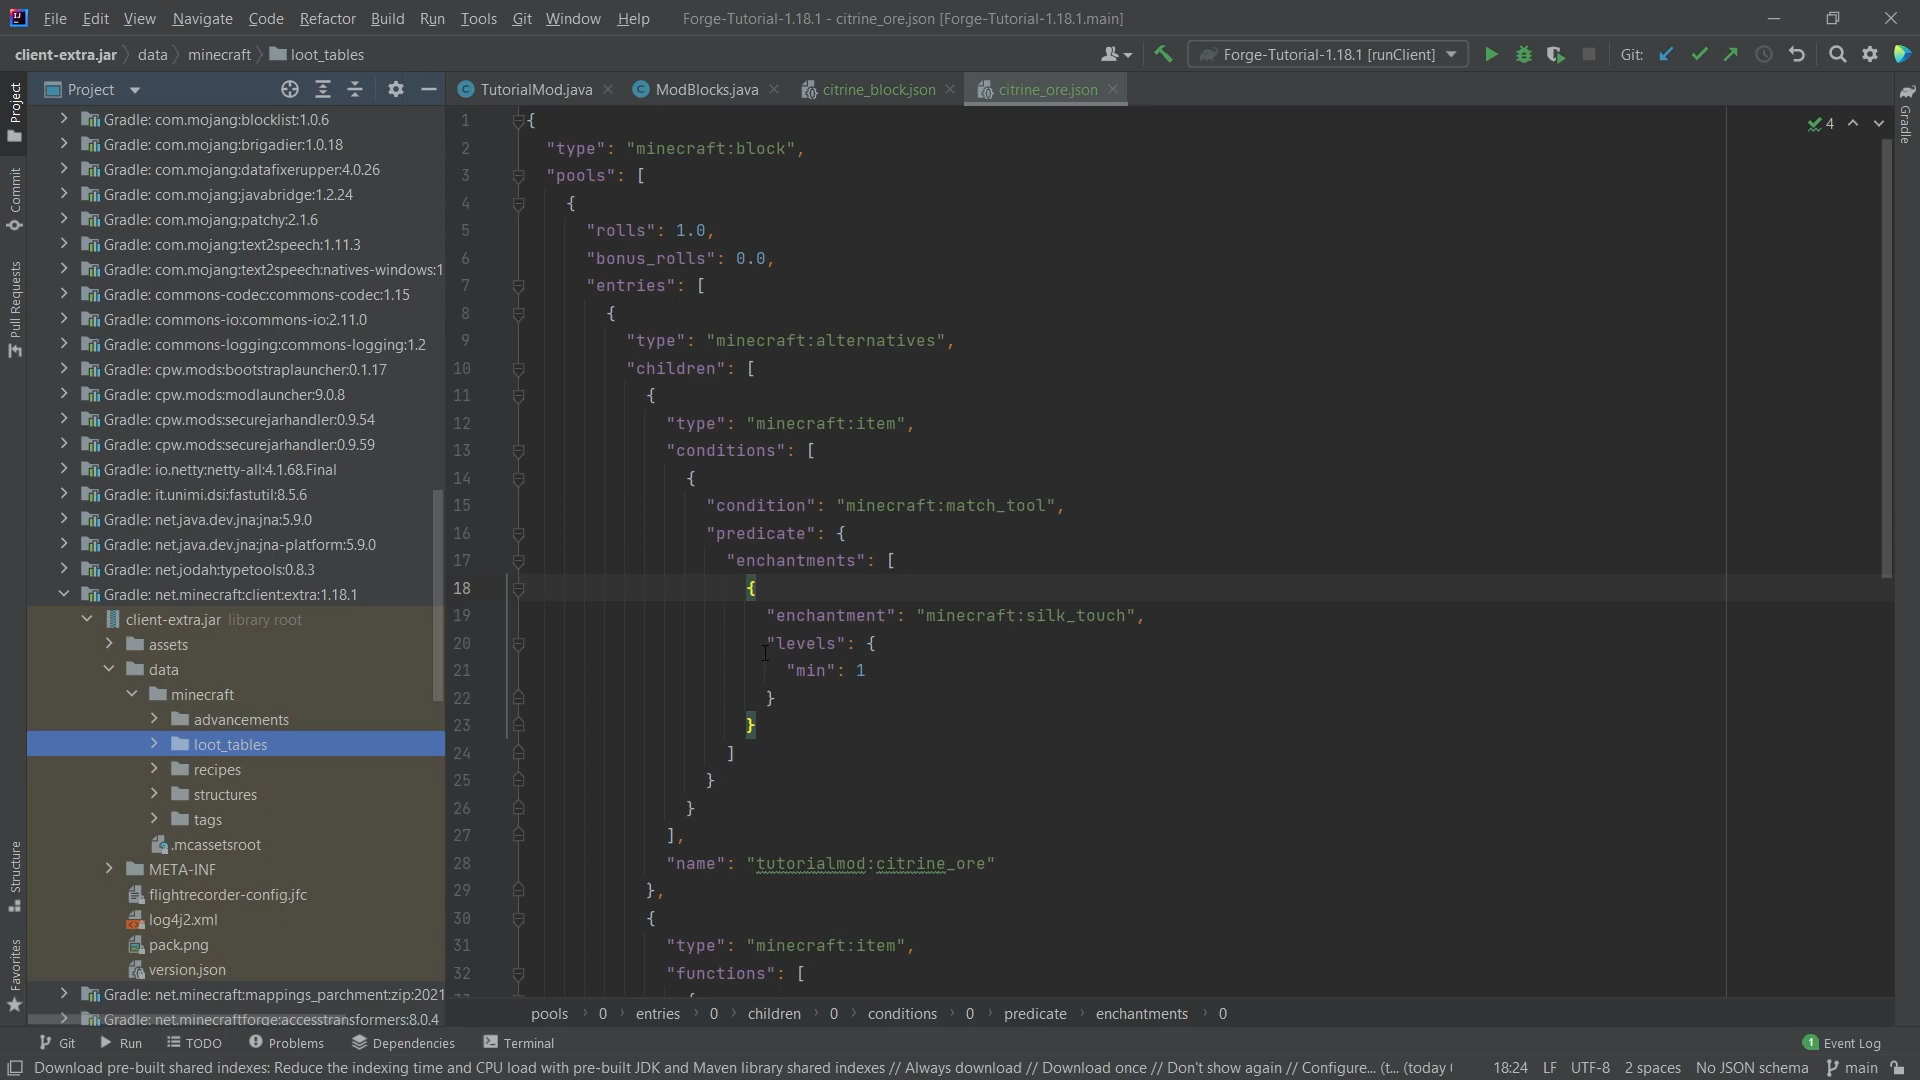 File Edit View Navigate Code Refactor Build Run Tools Git Window Help Forge-Tutorial-1.18.1 - citrine_ore.json [Forge-Tutorial-1.18.1.main]
client-extra.jar data minecraft loot_tables Forge-Tutorial-1.18.1 [runClient] Git:
Project
TutorialMod.java ModBlocks.java citrine_block.json citrine_ore.json
Project
Commit
Pull Requests
Structure
Favorites
Gradle
Gradle: com.mojang:blocklist:1.0.6
Gradle: com.mojang:brigadier:1.0.18
Gradle: com.mojang:datafixerupper:4.0.26
Gradle: com.mojang:javabridge:1.2.24
Gradle: com.mojang:patchy:2.1.6
Gradle: com.mojang:text2speech:1.11.3
Gradle: com.mojang:text2speech:natives-windows:1
Gradle: commons-codec:commons-codec:1.15
Gradle: commons-io:commons-io:2.11.0
Gradle: commons-logging:commons-logging:1.2
Gradle: cpw.mods:bootstraplauncher:0.1.17
Gradle: cpw.mods:modlauncher:9.0.8
Gradle: cpw.mods:securejarhandler:0.9.54
Gradle: cpw.mods:securejarhandler:0.9.59
Gradle: io.netty:netty-all:4.1.68.Final
Gradle: it.unimi.dsi:fastutil:8.5.6
Gradle: net.java.dev.jna:jna:5.9.0
Gradle: net.java.dev.jna:jna-platform:5.9.0
Gradle: net.jodah:typetools:0.8.3
Gradle: net.minecraft:client:extra:1.18.1
client-extra.jar library root
assets
data
minecraft
advancements
loot_tables
recipes
structures
tags
.mcassetsroot
META-INF
flightrecorder-config.jfc
log4j2.xml
pack.png
version.json
Gradle: net.minecraft:mappings_parchment:zip:2021
Gradle: net.minecraftforge:accesstransformers:8.0.4
4
1 {
2 "type": "minecraft:block",
3 "pools": [
4 {
5 "rolls": 1.0,
6 "bonus_rolls": 0.0,
7 "entries": [
8 {
9 "type": "minecraft:alternatives",
10 "children": [
11 {
12 "type": "minecraft:item",
13 "conditions": [
14 {
15 "condition": "minecraft:match_tool",
16 "predicate": {
17 "enchantments": [
18 {
19 "enchantment": "minecraft:silk_touch",
20 "levels": {
21 "min": 1
22 }
23 }
24 ]
25 }
26 }
27 ],
28 "name": "tutorialmod:citrine_ore"
29 },
30 {
31 "type": "minecraft:item",
32 "functions": [
pools 0 entries 0 children 0 conditions 0 predicate enchantments 0
Git Run TODO Problems Dependencies Terminal 1 Event Log
Download pre-built shared indexes: Reduce the indexing time and CPU load with pre-built JDK and Maven library shared indexes // Always download // Download once // Don't show again // Configure... (today 18:24 LF UTF-8 2 spaces No JSON schema main